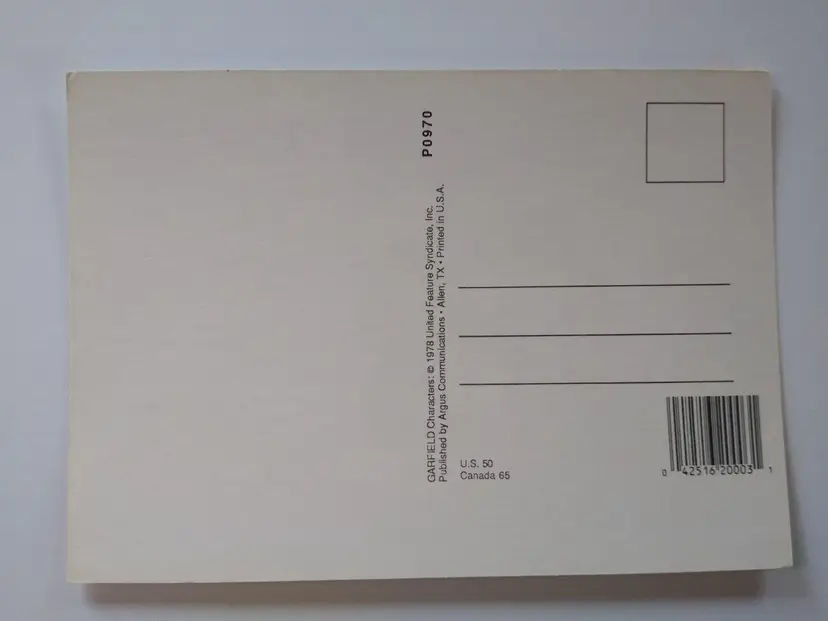 P0970
GARFIELD Characters: © 1978 United Feature Syndicate, Inc.
Published by Argus Communications • Allen, TX • Printed in U.S.A.
U.S. 50
Canada 65
0 42516 20003 1